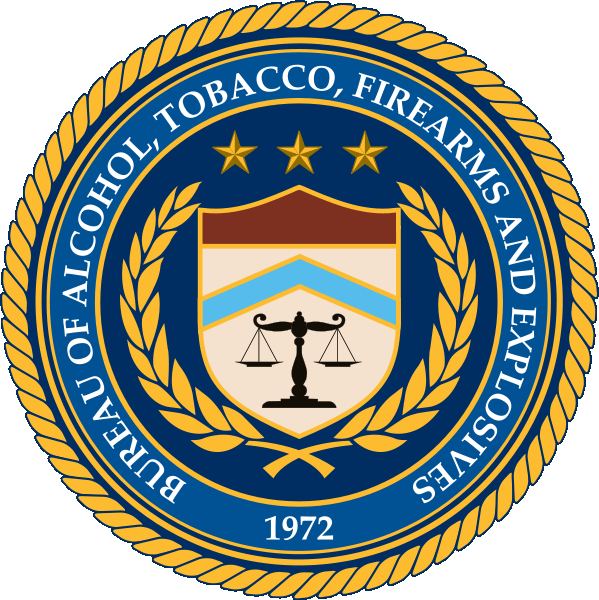 BUREAU OF ALCOHOL, TOBACCO, FIREARMS AND EXPLOSIVES
1972